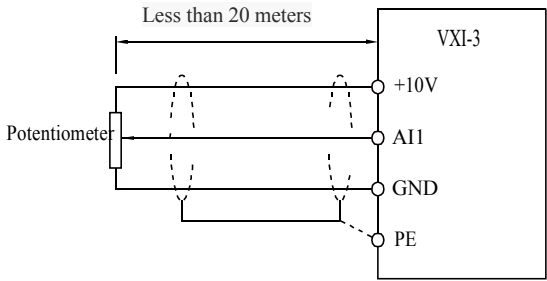 Less than 20 meters
VXI-3
+10V
Potentiometer
AI1
GND
PE